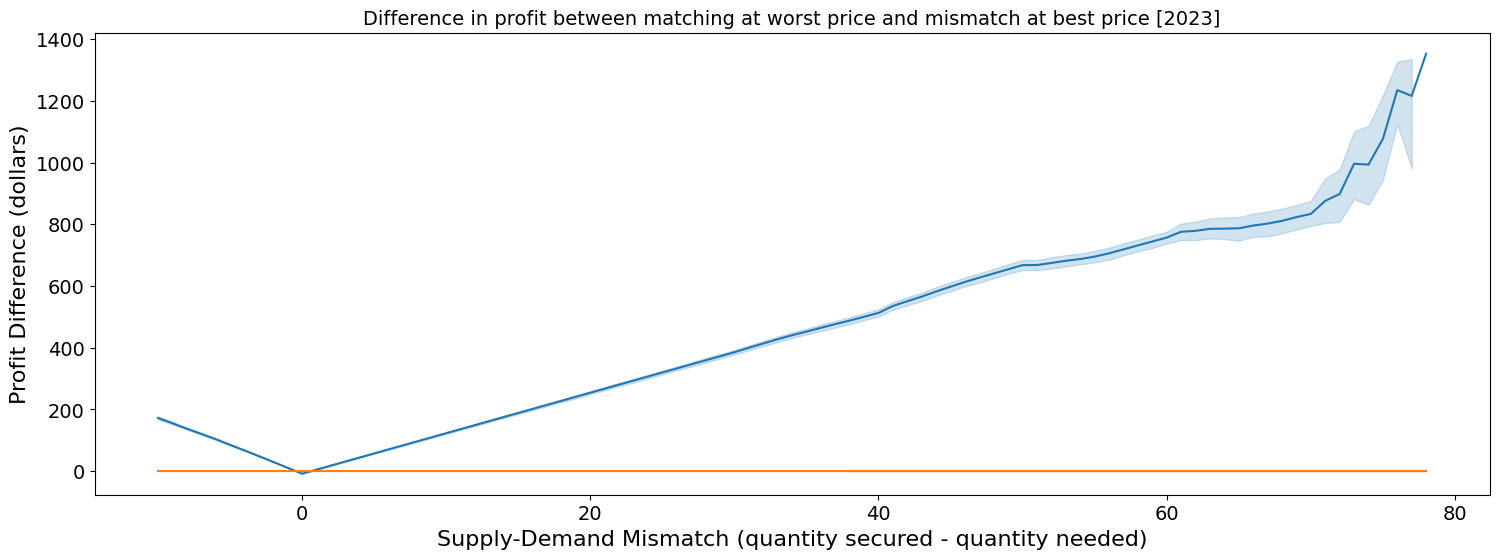 Difference in profit between matching at worst price and mismatch at best price [2023]
1400
1200
1000
800
600
400
200
0
Profit Difference (dollars)
0 20 40 60 80
Supply-Demand Mismatch (quantity secured - quantity needed)